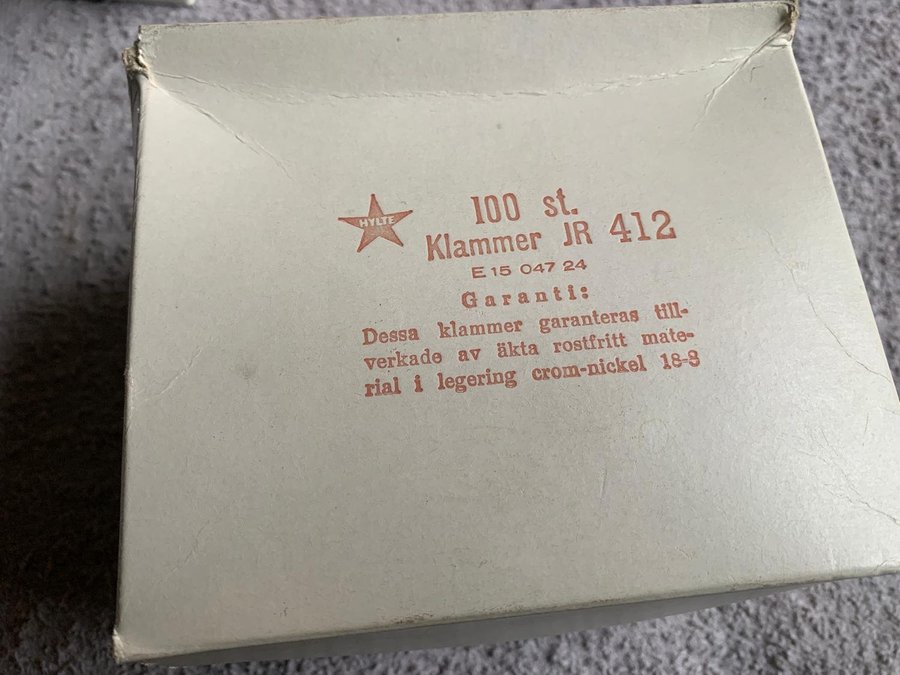 HYLTE
100 st.
Klammer JR 412
E 15 047 24
Garanti:
Dessa klammer garanteras till-
verkade av äkta rostfritt mate-
rial i legering crom-nickel 18-8